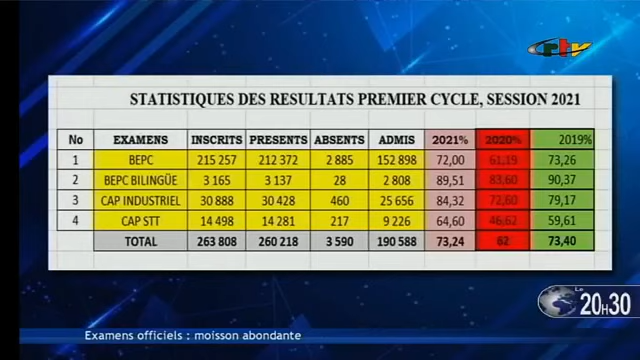 crtv
STATISTIQUES DES RESULTATS PREMIER CYCLE, SESSION 2021
No EXAMENS INSCRITS PRESENTS ABSENTS ADMIS 2021% 2020% 2019%
1 BEPC 215 257 212 372 2 885 152 898 72,00 61,19 73,26
2 BEPC BILINGÜE 3 165 3 137 28 2 808 89,51 83,60 90,37
3 CAP INDUSTRIEL 30 888 30 428 460 25 656 84,32 72,60 79,17
4 CAP STT 14 498 14 281 217 9 226 64,60 46,62 59,61
TOTAL 263 808 260 218 3 590 190 588 73,24 62 73,40
Le
20H30
Examens officiels : moisson abondante